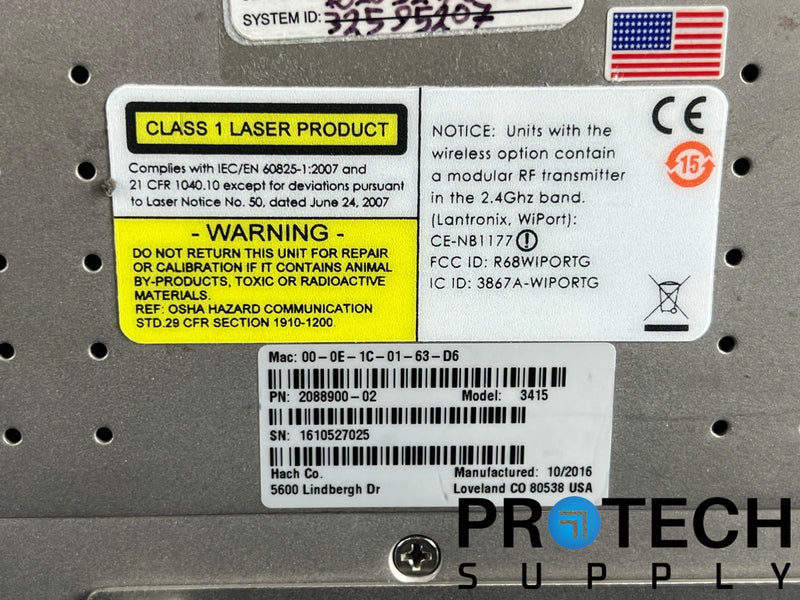 SYSTEM ID: 32595207
CLASS 1 LASER PRODUCT
Complies with IEC/EN 60825-1:2007 and
21 CFR 1040.10 except for deviations pursuant
to Laser Notice No. 50, dated June 24, 2007
- WARNING -
DO NOT RETURN THIS UNIT FOR REPAIR
OR CALIBRATION IF IT CONTAINS ANIMAL
BY-PRODUCTS, TOXIC OR RADIOACTIVE
MATERIALS.
REF: OSHA HAZARD COMMUNICATION
STD.29 CFR SECTION 1910-1200
CE
15
NOTICE: Units with the
wireless option contain
a modular RF transmitter
in the 2.4Ghz band.
(Lantronix, WiPort):
CE-NB1177
FCC ID: R68WIPORTG
IC ID: 3867A-WIPORTG
Mac: 00-0E-1C-01-63-D6
PN: 2088900-02 Model: 3415
SN: 1610527025
Hach Co. Manufactured: 10/2016
5600 Lindbergh Dr Loveland CO 80538 USA
PROTECH
SUPPLY